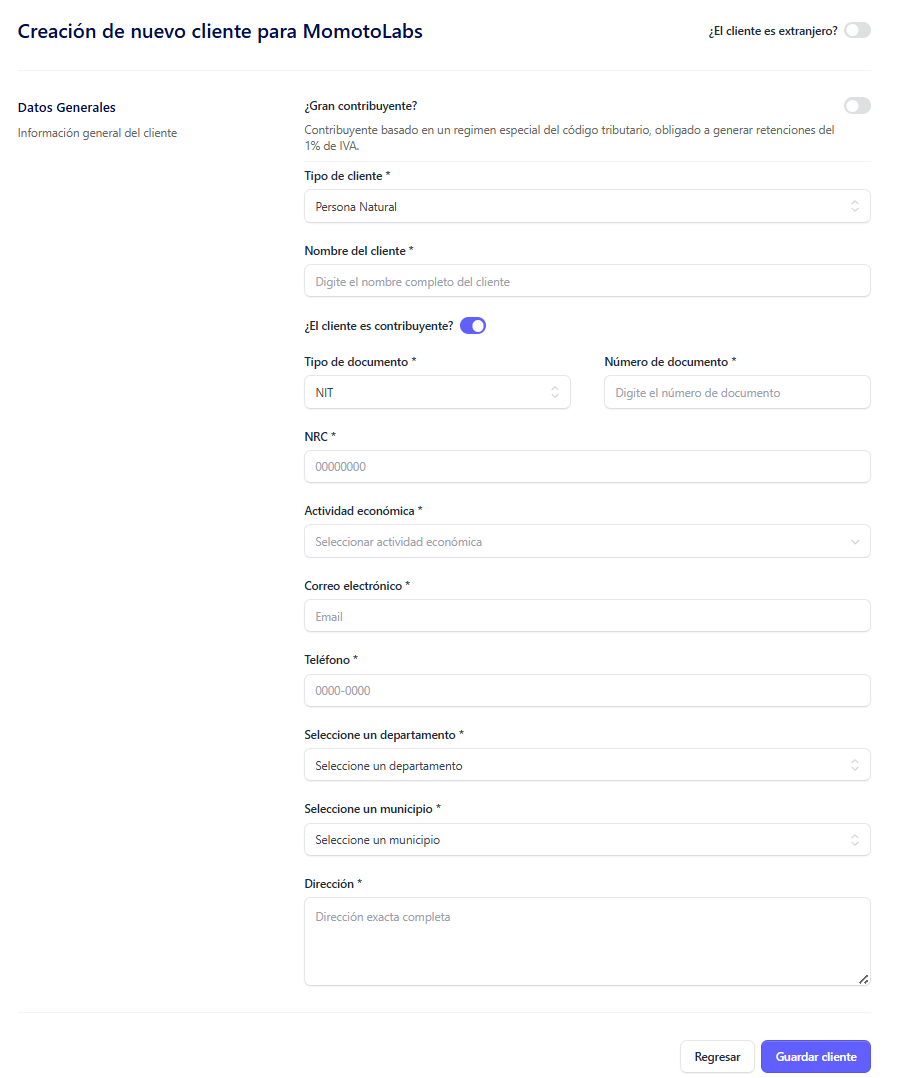 Creación de nuevo cliente para MomotoLabs
¿El cliente es extranjero?
Datos Generales
Información general del cliente
¿Gran contribuyente?
Contribuyente basado en un regimen especial del código tributario, obligado a generar retenciones del
1% de IVA.
Tipo de cliente *
Persona Natural
Nombre del cliente *
Digite el nombre completo del cliente
¿El cliente es contribuyente?
Tipo de documento *
NIT
Número de documento *
Digite el número de documento
NRC *
00000000
Actividad económica *
Seleccionar actividad económica
Correo electrónico *
Email
Teléfono *
0000-0000
Seleccione un departamento *
Seleccione un departamento
Seleccione un municipio *
Seleccione un municipio
Dirección *
Dirección exacta completa
Regresar
Guardar cliente